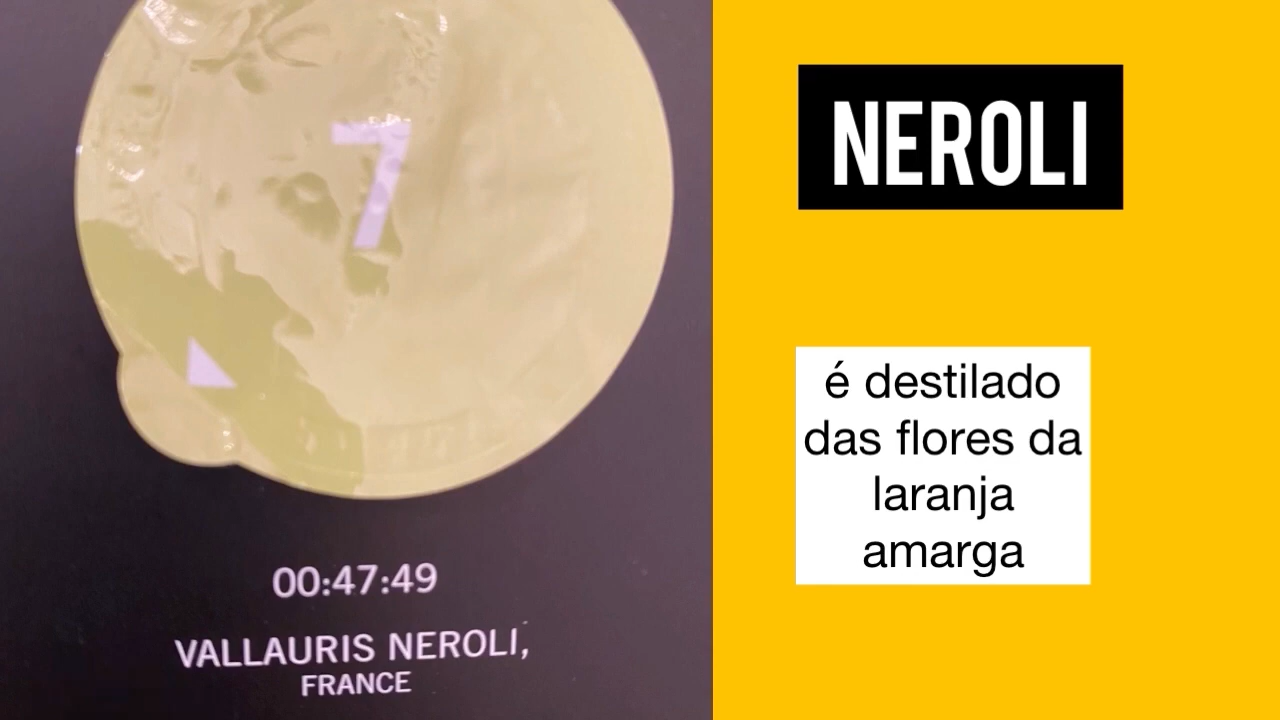 7
00:47:49
VALLAURIS NEROLI,
FRANCE
NEROLI
é destilado
das flores da
laranja
amarga